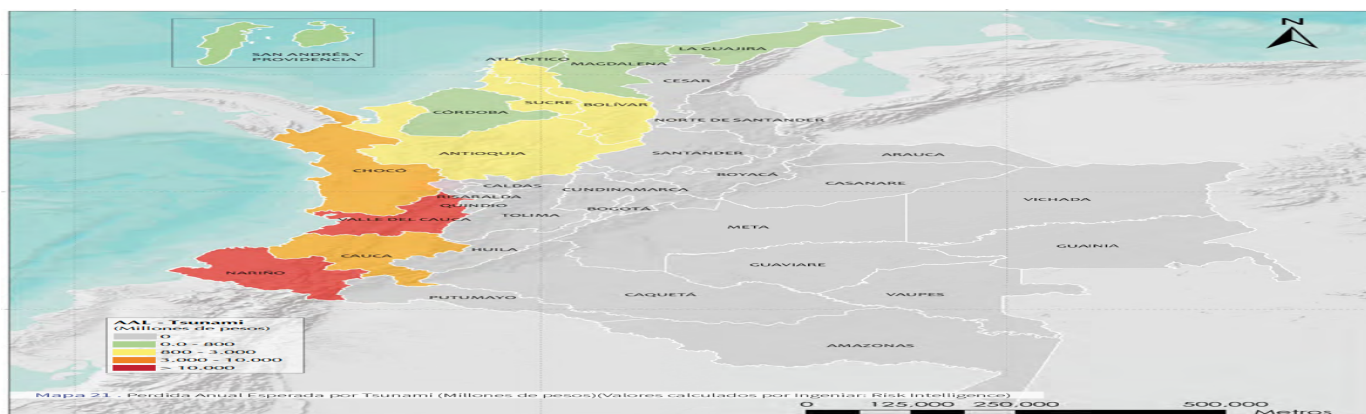 N
SAN ANDRÉS Y
PROVIDENCIA
LA GUAJIRA
ATLÁNTICO
MAGDALENA
CESAR
SUCRE
BOLÍVAR
CÓRDOBA
NORTE DE SANTANDER
ANTIOQUIA
SANTANDER
ARAUCA
CHOCÓ
BOYACÁ
CASANARE
CALDAS
CUNDINAMARCA
RISARALDA
VICHADA
QUINDIO
BOGOTÁ
TOLIMA
VALLE DEL CAUCA
META
GUAINIA
HUILA
CAUCA
GUAVIARE
NARIÑO
PUTUMAYO
CAQUETÁ
VAUPES
AMAZONAS
AAL - Tsunami
(Millones de pesos)
0
0.0 - 800
800 - 3.000
3.000 - 10.000
> 10.000
Mapa 21 . Perdida Anual Esperada por Tsunami (Millones de pesos)(Valores calculados por Ingeniar: Risk Intelligence)
0 125.000 250.000 500.000
Metros